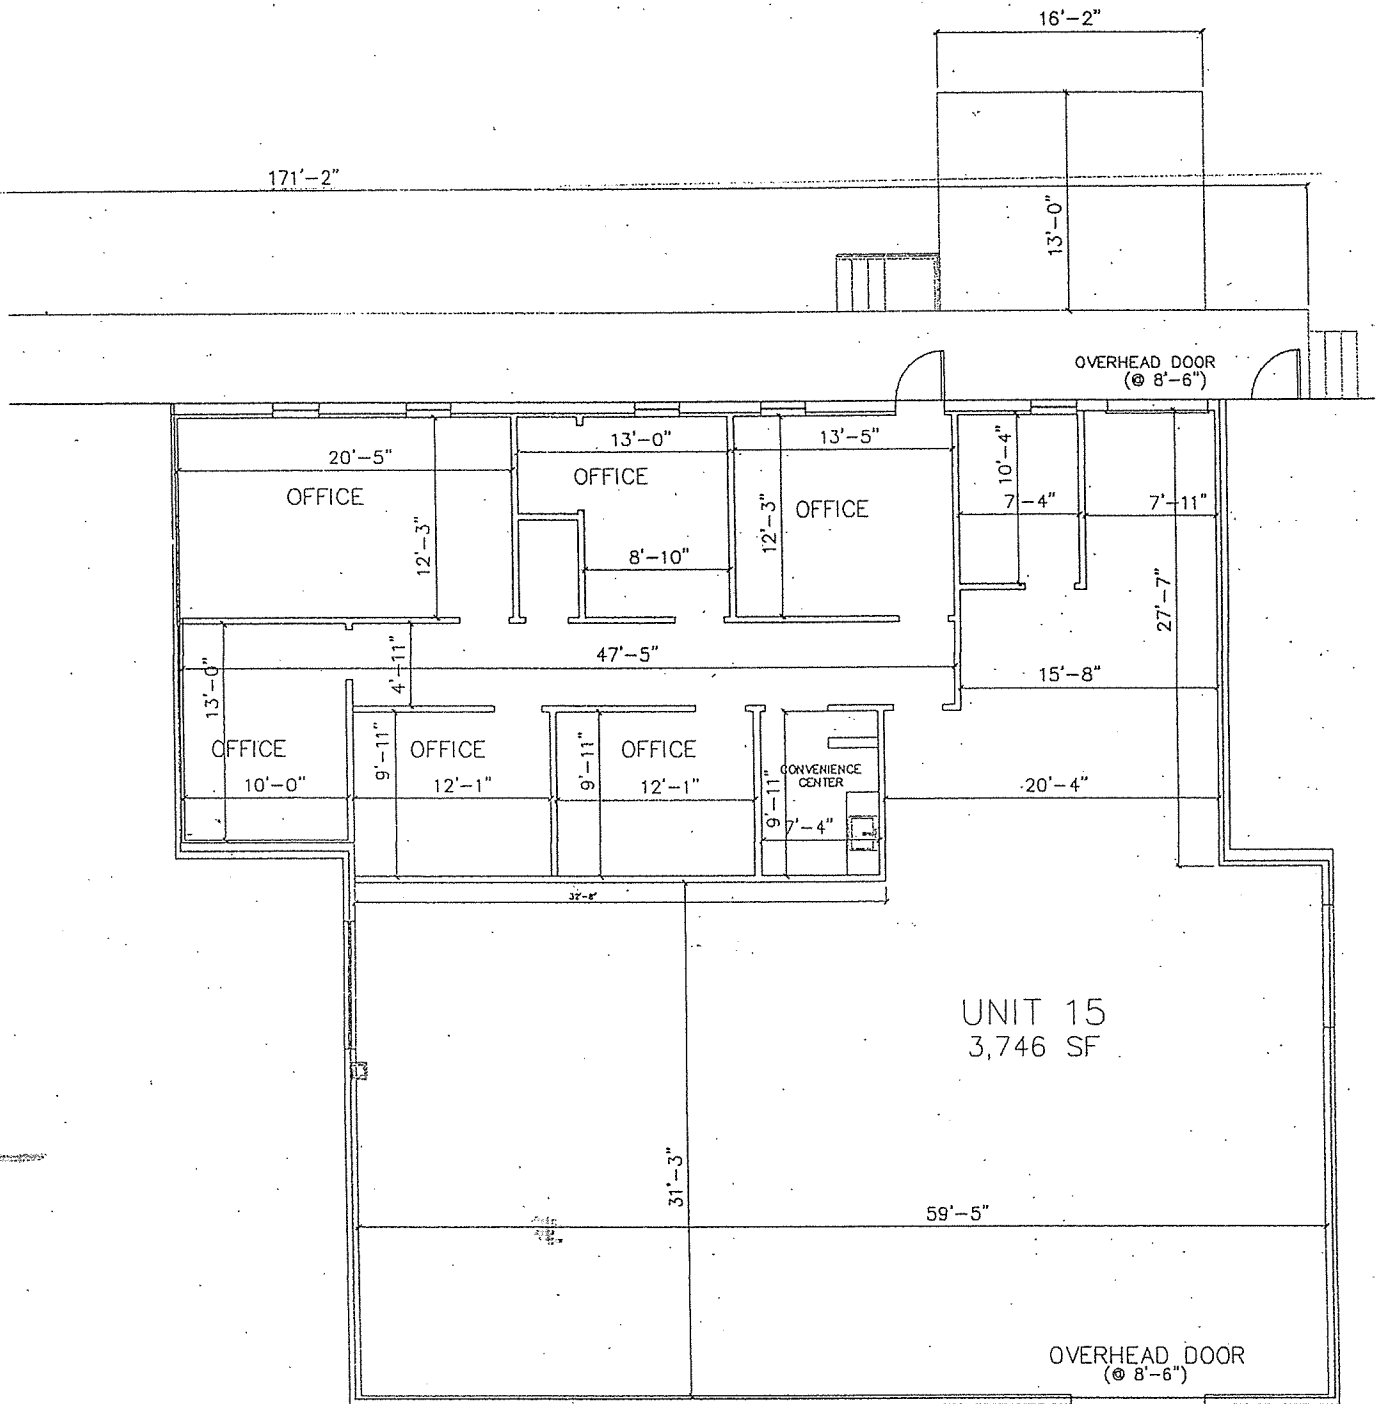 16'-2"
171'-2"
13'-0"
OVERHEAD DOOR
(@ 8'-6")
20'-5"
OFFICE
12'-3"
13'-0"
OFFICE
8'-10"
13'-5"
OFFICE
12'-3"
10'-4"
7'-4"
7'-11"
27'-7"
47'-5"
4'-11"
15'-8"
13'-0"
OFFICE
10'-0"
9'-11"
OFFICE
12'-1"
9'-11"
OFFICE
12'-1"
CONVENIENCE
CENTER
9'-11"
7'-4"
20'-4"
32'-8"
UNIT 15
3,746 SF
31'-3"
59'-5"
OVERHEAD DOOR
(@ 8'-6")